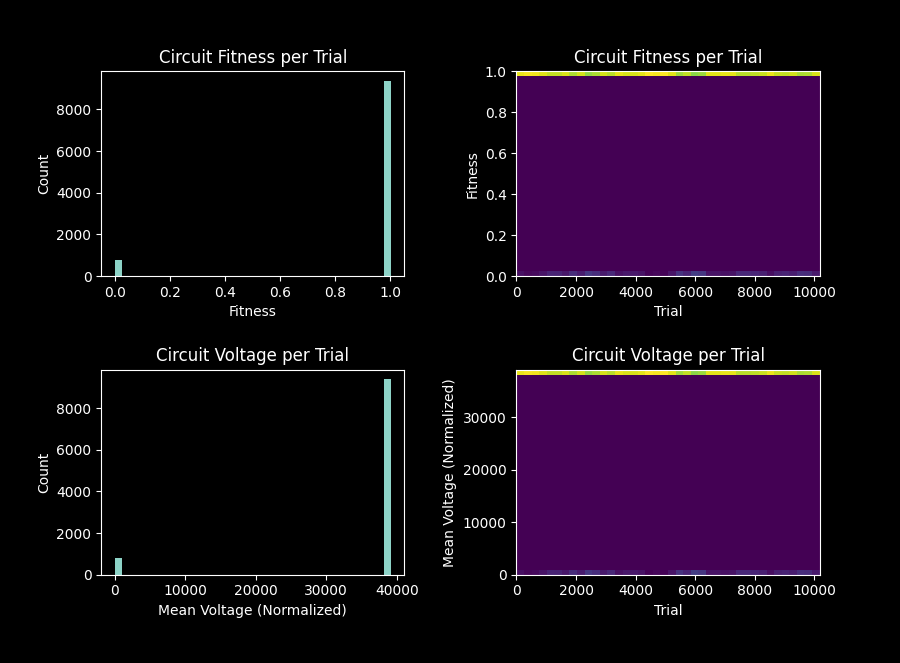 Circuit Fitness per Trial
Count
8000
6000
4000
2000
0
0.0 0.2 0.4 0.6 0.8 1.0
Fitness
Circuit Fitness per Trial
Fitness
1.0
0.8
0.6
0.4
0.2
0.0
0 2000 4000 6000 8000 10000
Trial
Circuit Voltage per Trial
Count
8000
6000
4000
2000
0
0 10000 20000 30000 40000
Mean Voltage (Normalized)
Circuit Voltage per Trial
Mean Voltage (Normalized)
30000
20000
10000
0
0 2000 4000 6000 8000 10000
Trial